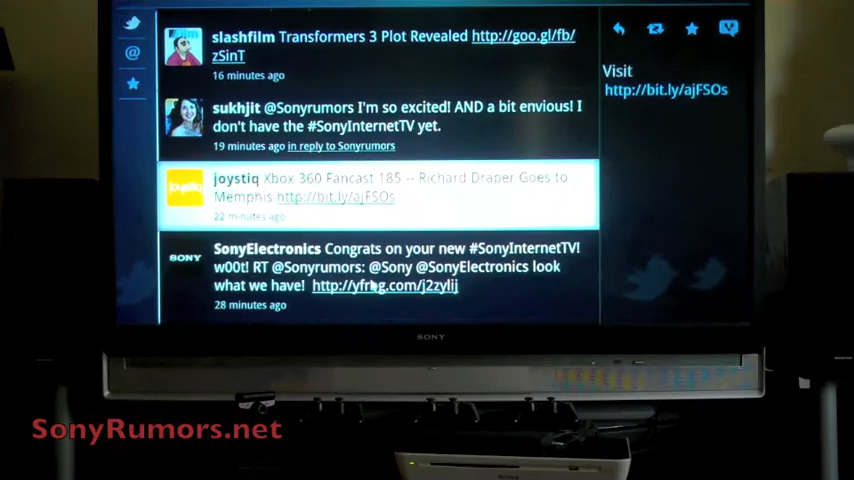 slashfilm Transformers 3 Plot Revealed http://goo.gl/fb/
zSinT
16 minutes ago
sukhjit @Sonyrumors I'm so excited! AND a bit envious! I
don't have the #SonyInternetTV yet.
19 minutes ago in reply to Sonyrumors
joystiq
joystiq Xbox 360 Fancast 185 -- Richard Draper Goes to
Memphis http://bit.ly/ajFSOs
22 minutes ago
SONY
SonyElectronics Congrats on your new #SonyInternetTV!
w00t! RT @Sonyrumors: @Sony @SonyElectronics look
what we have! http://yfrog.com/j2zylij
28 minutes ago
@
Visit
http://bit.ly/ajFSOs
SONY
SonyRumors.net
SONY